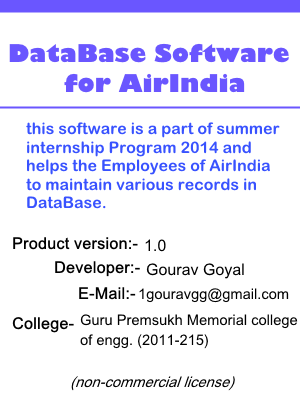 DataBase Software
for AirIndia
this software is a part of summer
internship Program 2014 and
helps the Employees of AirIndia
to maintain various records in
DataBase.
Product version:- 1.0
Developer:- Gourav Goyal
E-Mail:- 1gouravgg@gmail.com
College- Guru Premsukh Memorial college
of engg. (2011-215)
(non-commercial license)